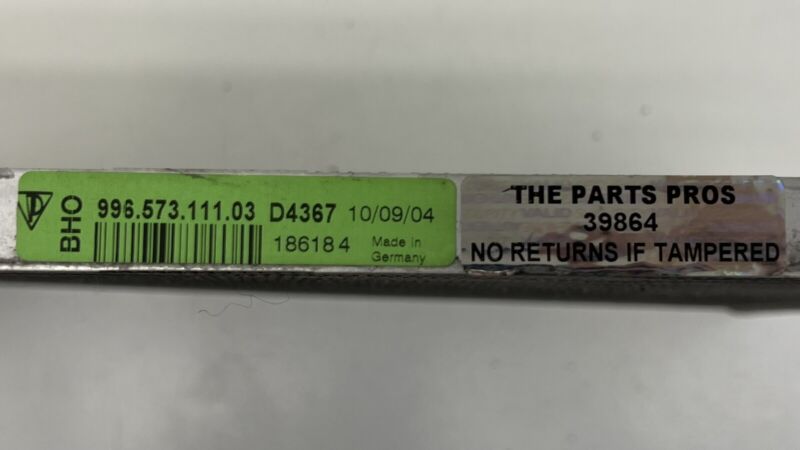 BHO
996.573.111.03 D4367 10/09/04
186184 Made in
Germany
THE PARTS PROS
39864
NO RETURNS IF TAMPERED